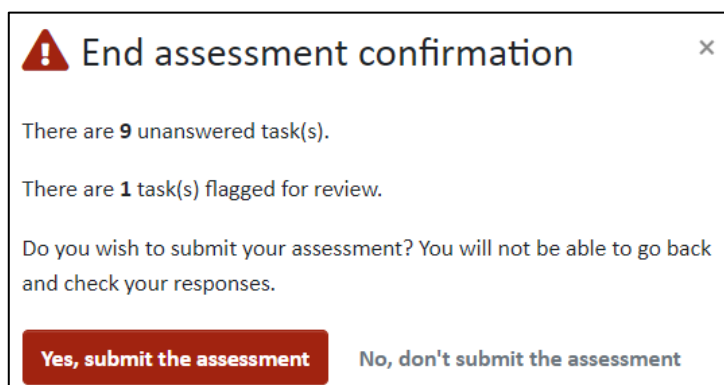 End assessment confirmation
There are 9 unanswered task(s).
There are 1 task(s) flagged for review.
Do you wish to submit your assessment? You will not be able to go back
and check your responses.
Yes, submit the assessment
No, don't submit the assessment